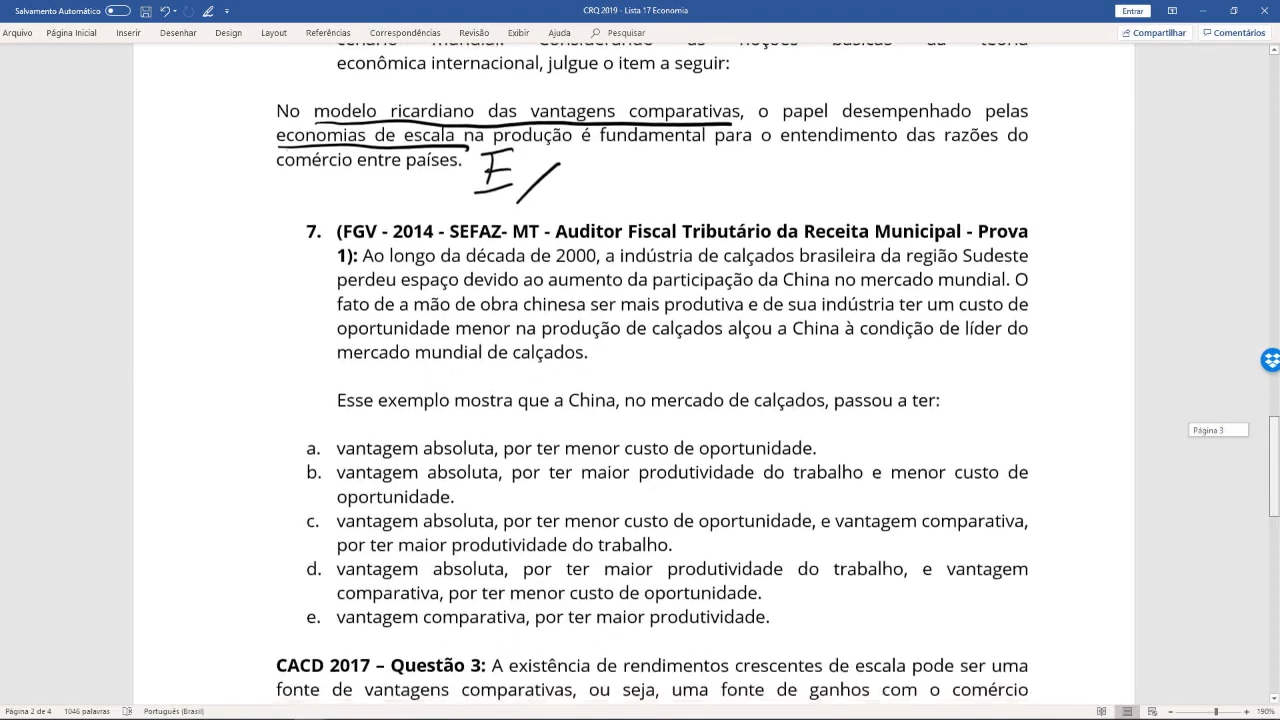 Salvamento Automático
CRQ 2019 - Lista 17 Economia
Entrar
Arquivo Página Inicial Inserir Desenhar Design Layout Referências Correspondências Revisão Exibir Ajuda Pesquisar Compartilhar Comentários
cenário mundial. Considerando as noções básicas da teoria
econômica internacional, julgue o item a seguir:
No modelo ricardiano das vantagens comparativas, o papel desempenhado pelas
economias de escala na produção é fundamental para o entendimento das razões do
comércio entre países.
E
7. (FGV - 2014 - SEFAZ- MT - Auditor Fiscal Tributário da Receita Municipal - Prova
1): Ao longo da década de 2000, a indústria de calçados brasileira da região Sudeste
perdeu espaço devido ao aumento da participação da China no mercado mundial. O
fato de a mão de obra chinesa ser mais produtiva e de sua indústria ter um custo de
oportunidade menor na produção de calçados alçou a China à condição de líder do
mercado mundial de calçados.
Esse exemplo mostra que a China, no mercado de calçados, passou a ter:
Página 3
a. vantagem absoluta, por ter menor custo de oportunidade.
b. vantagem absoluta, por ter maior produtividade do trabalho e menor custo de
oportunidade.
c. vantagem absoluta, por ter menor custo de oportunidade, e vantagem comparativa,
por ter maior produtividade do trabalho.
d. vantagem absoluta, por ter maior produtividade do trabalho, e vantagem
comparativa, por ter menor custo de oportunidade.
e. vantagem comparativa, por ter maior produtividade.
CACD 2017 – Questão 3: A existência de rendimentos crescentes de escala pode ser uma
fonte de vantagens comparativas, ou seja, uma fonte de ganhos com o comércio
Página 2 de 4 1046 palavras Português (Brasil) 190%